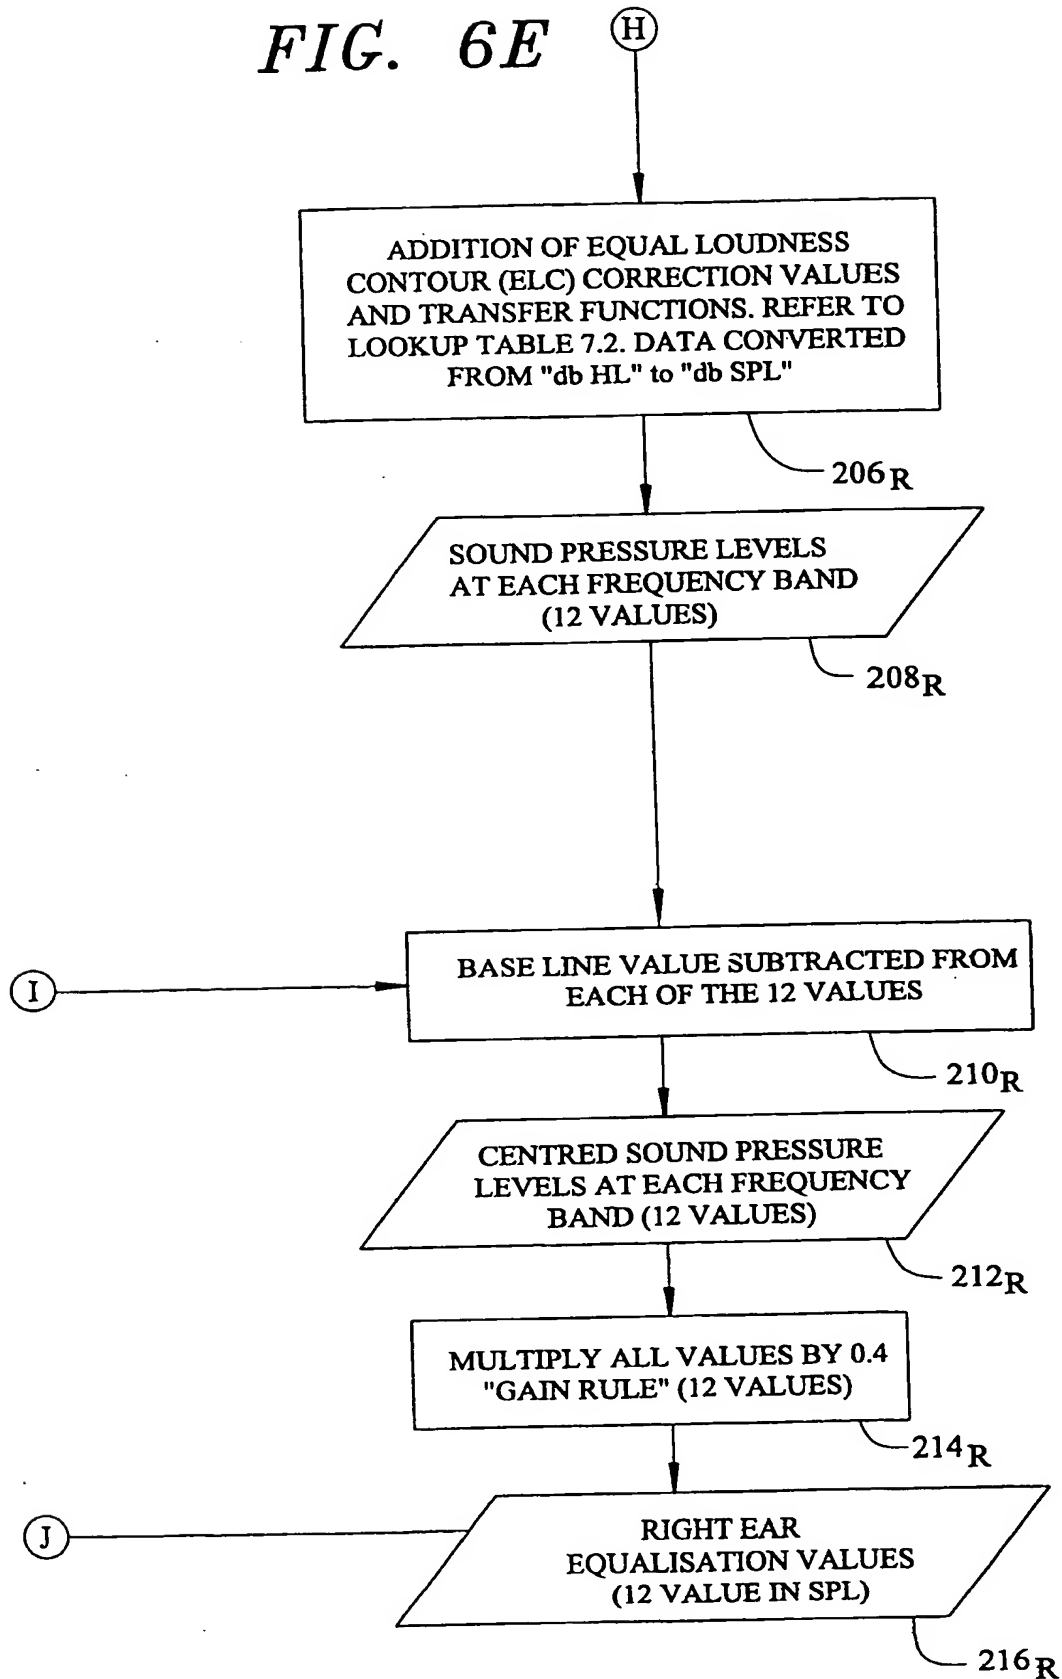 FIG. 6E
H
ADDITION OF EQUAL LOUDNESS
CONTOUR (ELC) CORRECTION VALUES
AND TRANSFER FUNCTIONS. REFER TO
LOOKUP TABLE 7.2. DATA CONVERTED
FROM "db HL" to "db SPL"
206R
SOUND PRESSURE LEVELS
AT EACH FREQUENCY BAND
(12 VALUES)
208R
BASE LINE VALUE SUBTRACTED FROM
EACH OF THE 12 VALUES
I
210R
CENTRED SOUND PRESSURE
LEVELS AT EACH FREQUENCY
BAND (12 VALUES)
212R
MULTIPLY ALL VALUES BY 0.4
"GAIN RULE" (12 VALUES)
214R
J
RIGHT EAR
EQUALISATION VALUES
(12 VALUE IN SPL)
216R